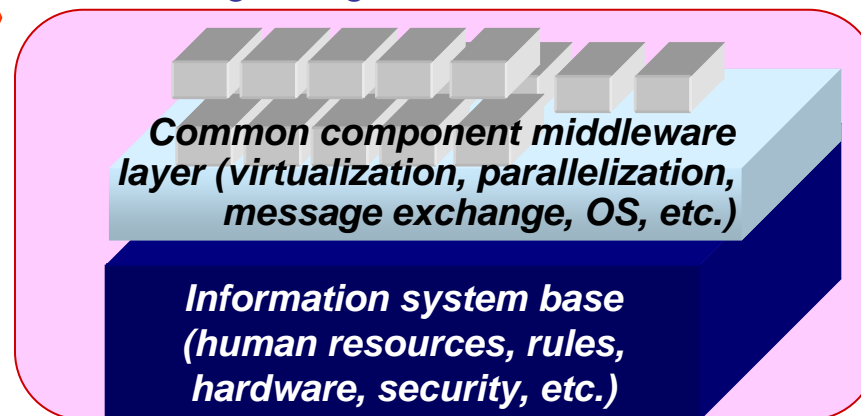 Common component middleware
layer (virtualization, parallelization,
message exchange, OS, etc.)
Information system base
(human resources, rules,
hardware, security, etc.)